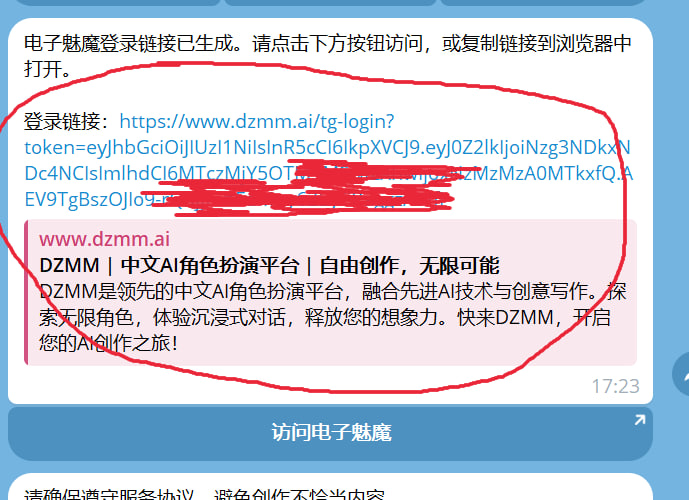 电子魅魔登录链接已生成。请点击下方按钮访问，或复制链接到浏览器中
打开。
登录链接：https://www.dzmm.ai/tg-login?
www.dzmm.ai
DZMM | 中文AI角色扮演平台 | 自由创作，无限可能
DZMM是领先的中文AI角色扮演平台，融合先进AI技术与创意写作。探
索无限角色，体验沉浸式对话，释放您的想象力。快来DZMM，开启
您的AI创作之旅！
17:23
访问电子魅魔
请确保遵守服务协议，避免创作不恰当内容